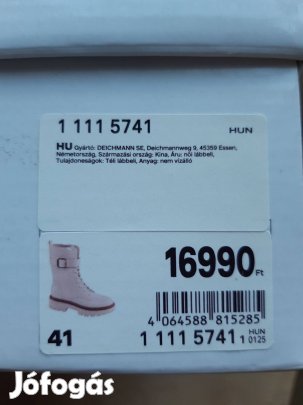 1 111 5741 HUN
HU Gyártó: DEICHMANN SE, Deichmannweg 9, 45359 Essen,
Németország, Származási ország: Kína, Áru: női lábbeli,
Tulajdonságok: Téli lábbeli, Anyag: nem vízálló
16990 Ft
4 064588 815285
41
1 111 5741 1 HUN 0125
Jófogás